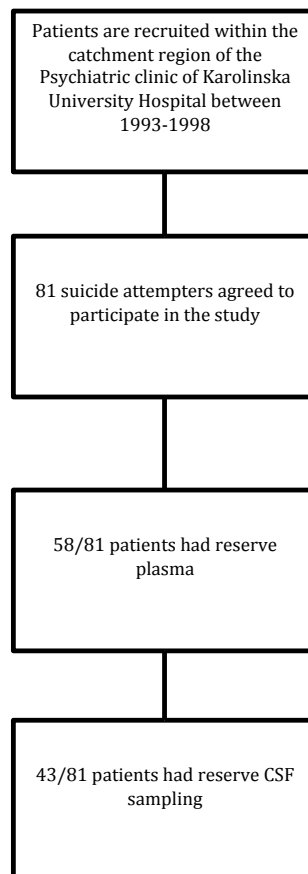 Patients are recruited within the
catchment region of the
Psychiatric clinic of Karolinska
University Hospital between
1993-1998
81 suicide attempters agreed to
participate in the study
58/81 patients had reserve
plasma
43/81 patients had reserve CSF
sampling